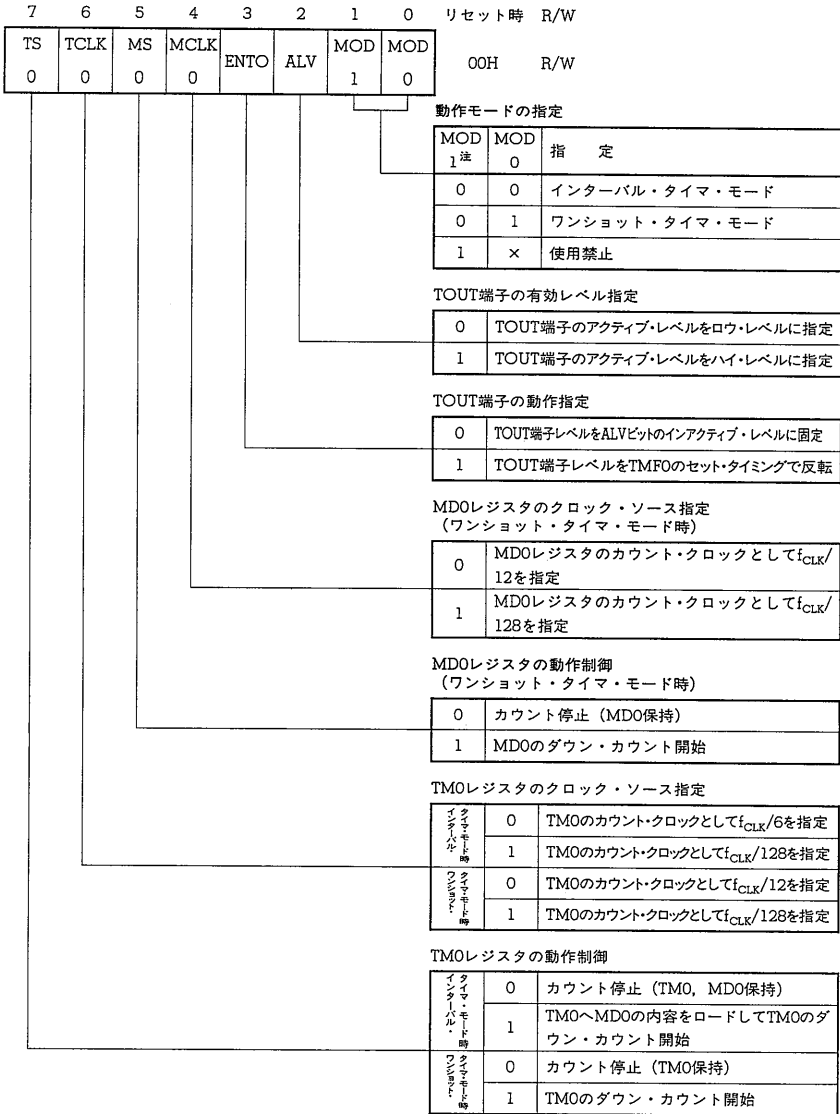 7 6 5 4 3 2 1 0 リセット時 R/W
TS TCLK MS MCLK ENTO ALV MOD MOD 00H R/W
0 0 0 0 1 0
動作モードの指定
MOD MOD 指 定
1注 0
0 0 インターバル・タイマ・モード
0 1 ワンショット・タイマ・モード
1 × 使用禁止
TOUT端子の有効レベル指定
0 TOUT端子のアクティブ・レベルをロウ・レベルに指定
1 TOUT端子のアクティブ・レベルをハイ・レベルに指定
TOUT端子の動作指定
0 TOUT端子レベルをALVビットのインアクティブ・レベルに固定
1 TOUT端子レベルをTMF0のセット・タイミングで反転
MD0レジスタのクロック・ソース指定
(ワンショット・タイマ・モード時)
0 MD0レジスタのカウント・クロックとしてfCLK/
12を指定
1 MD0レジスタのカウント・クロックとしてfCLK/
128を指定
MD0レジスタの動作制御
(ワンショット・タイマ・モード時)
0 カウント停止 (MD0保持)
1 MD0のダウン・カウント開始
TM0レジスタのクロック・ソース指定
インターバル・
タイマ・モード時
0 TM0のカウント・クロックとしてfCLK/6を指定
1 TM0のカウント・クロックとしてfCLK/128を指定
ワンショット・
タイマ・モード時
0 TM0のカウント・クロックとしてfCLK/12を指定
1 TM0のカウント・クロックとしてfCLK/128を指定
TM0レジスタの動作制御
インターバル・
タイマ・モード時
0 カウント停止 (TM0, MD0保持)
1 TM0へMD0の内容をロードしてTM0のダ
ウン・カウント開始
ワンショット・
タイマ・モード時
0 カウント停止 (TM0保持)
1 TM0のダウン・カウント開始